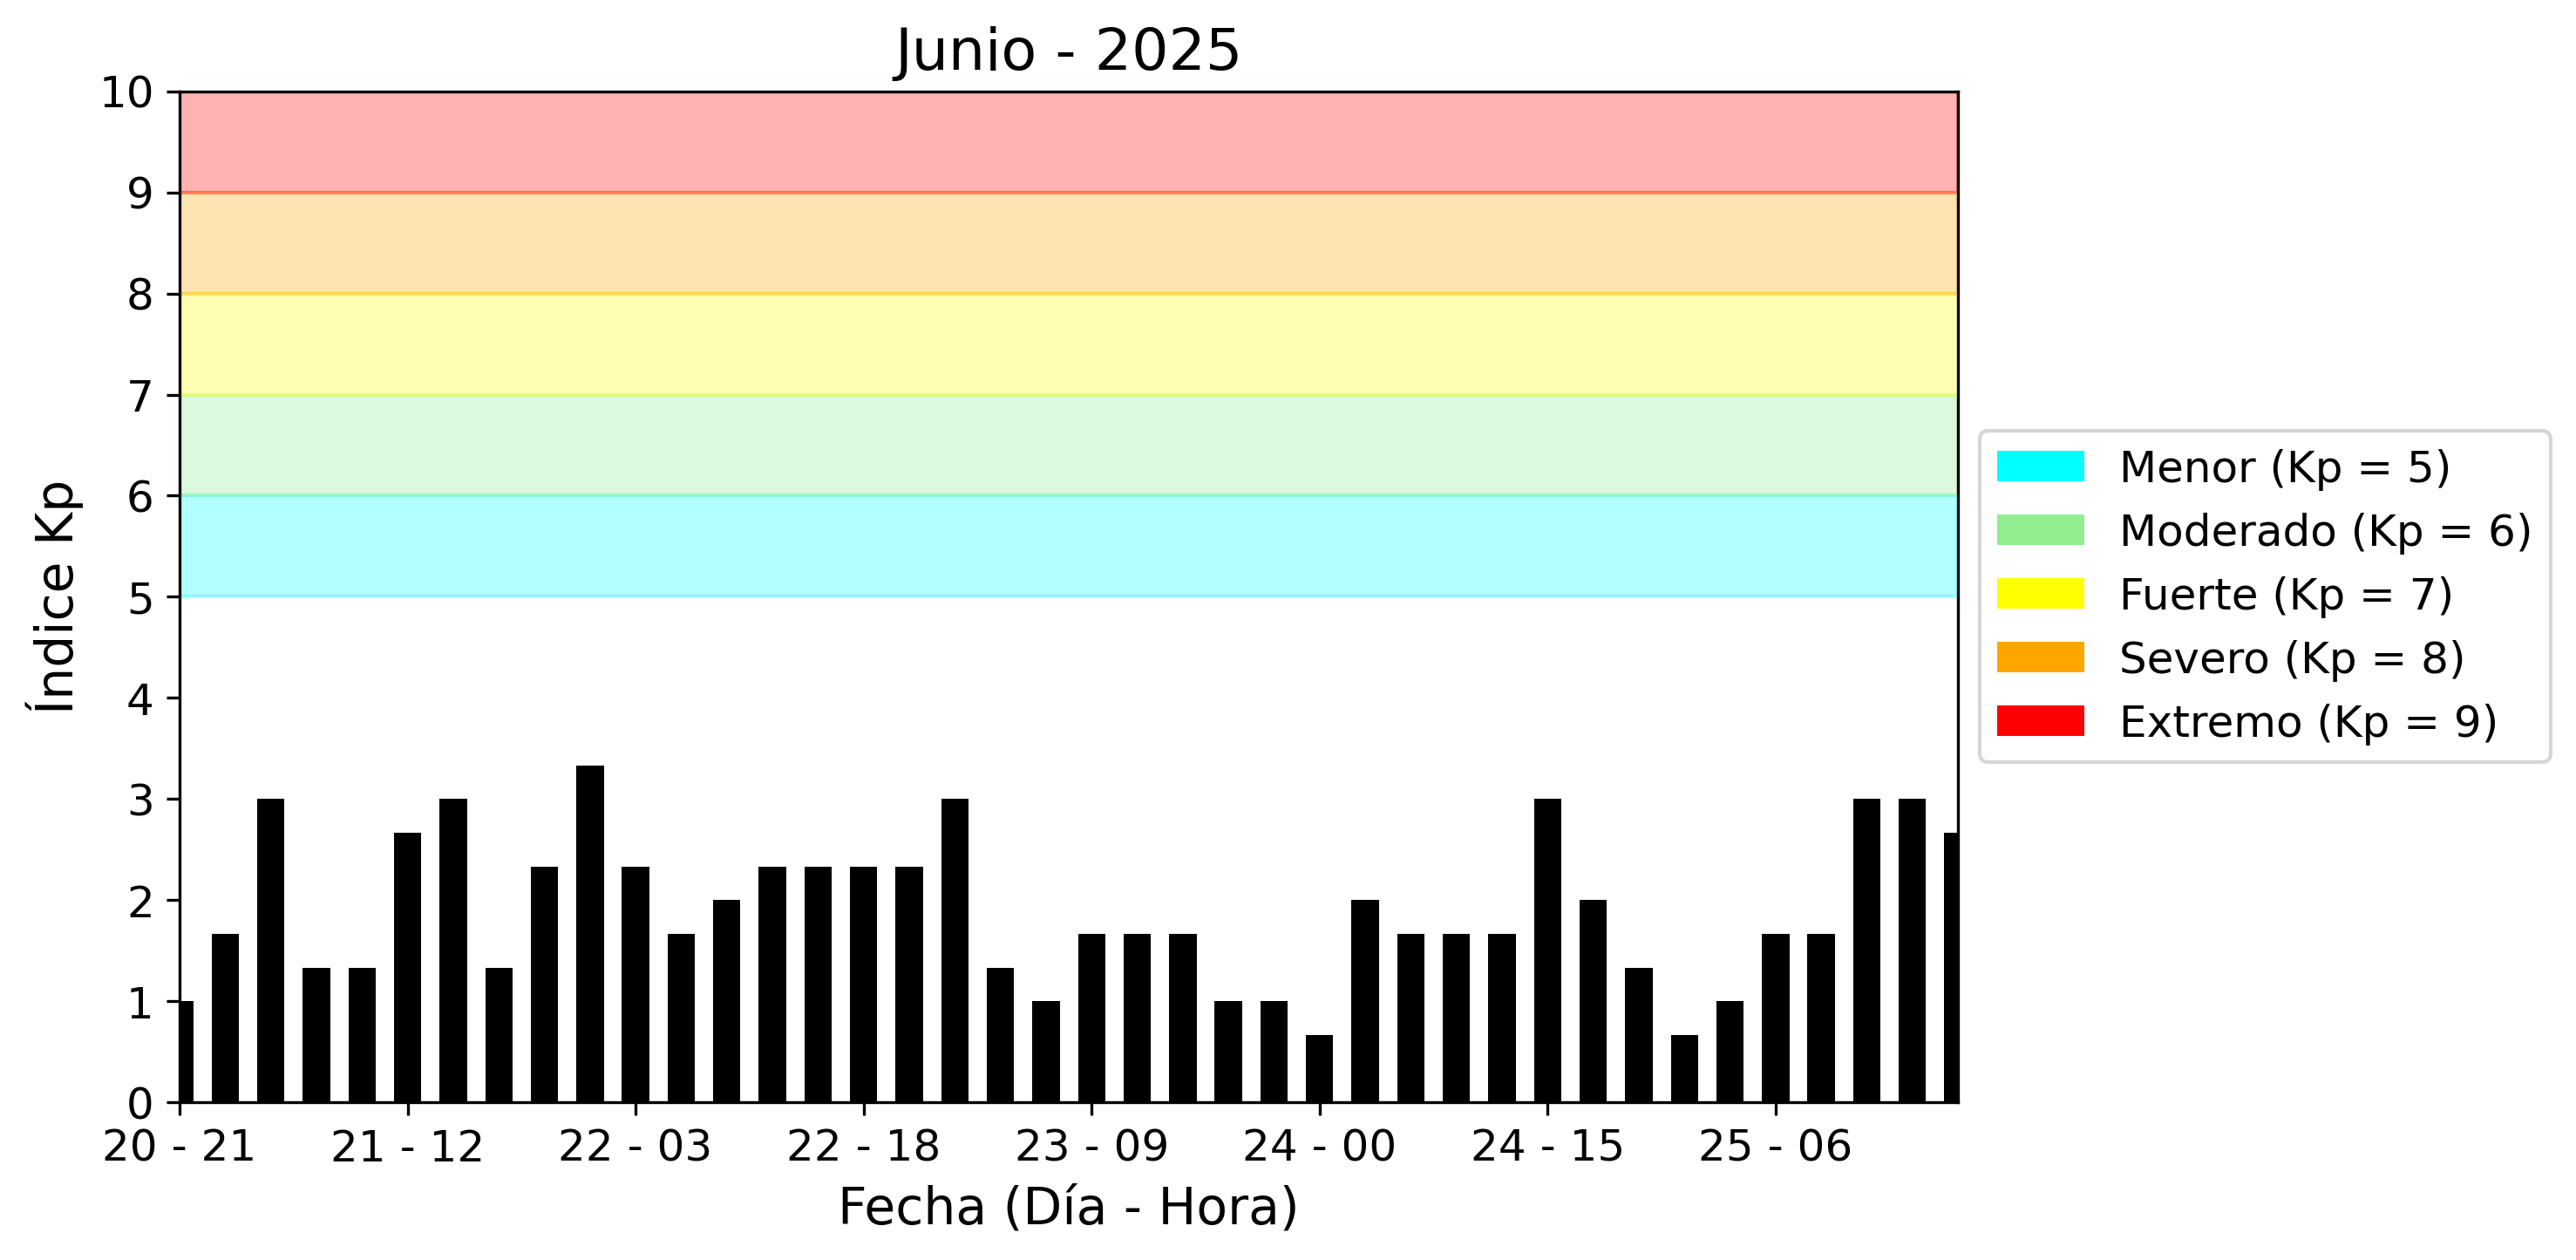 Junio - 2025
10
9
8
7
6
5
4
3
2
1
0
Índice Kp
20 - 21 21 - 12 22 - 03 22 - 18 23 - 09 24 - 00 24 - 15 25 - 06
Fecha (Día - Hora)
Menor (Kp = 5)
Moderado (Kp = 6)
Fuerte (Kp = 7)
Severo (Kp = 8)
Extremo (Kp = 9)